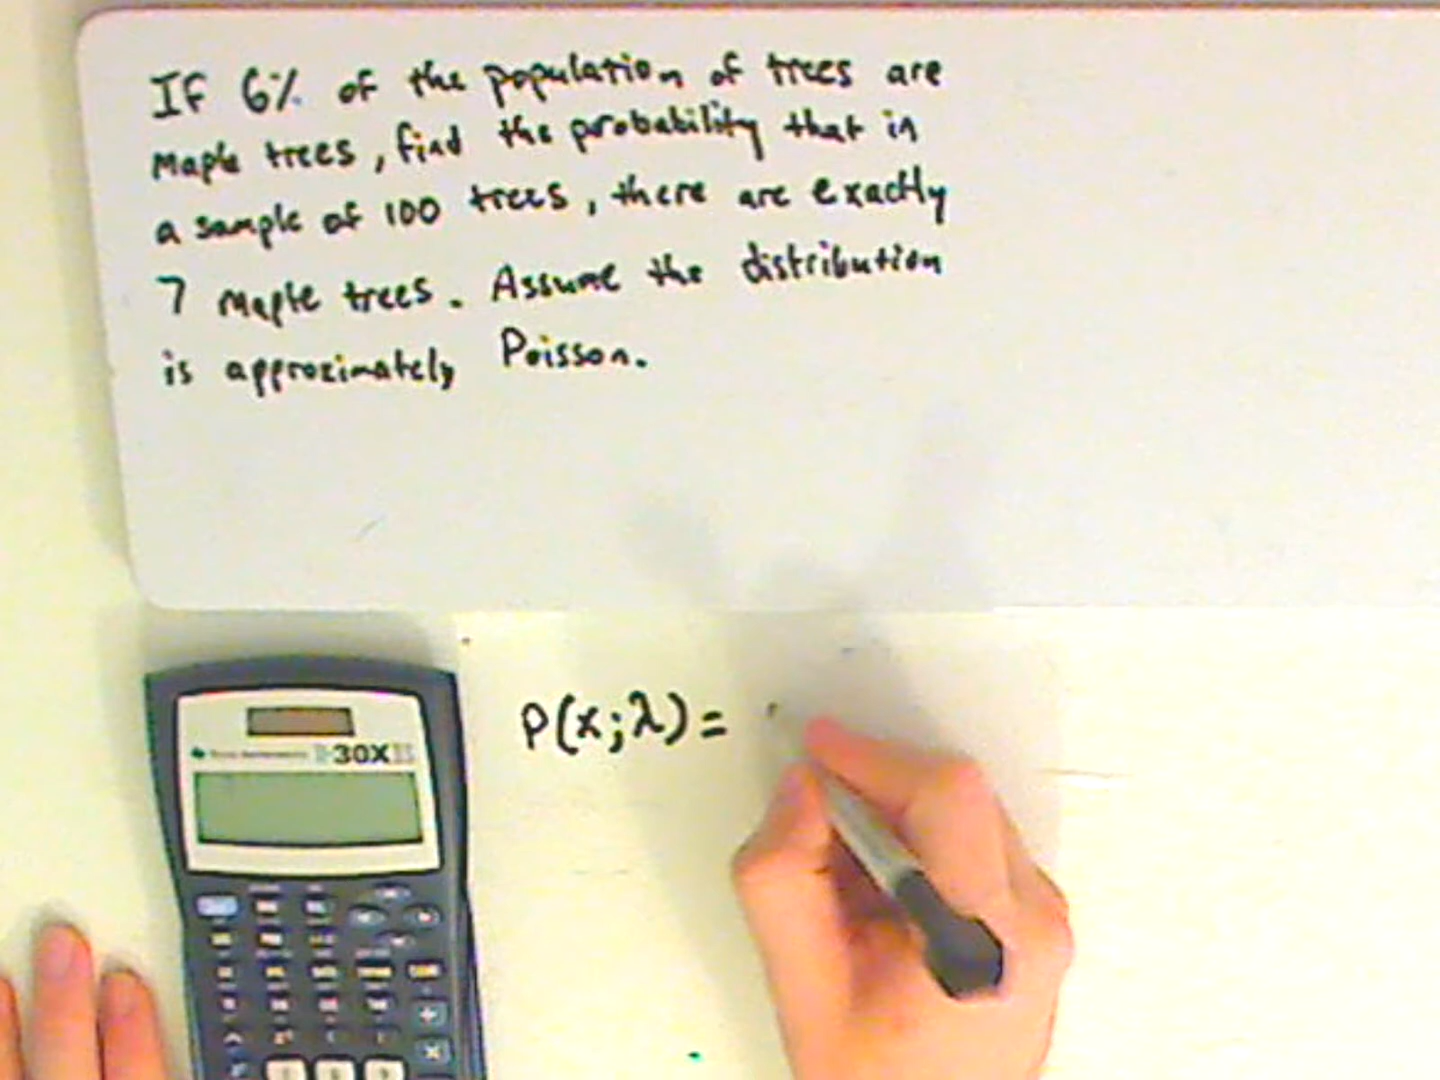 If 6% of the population of trees are
maple trees, find the probability that in
a sample of 100 trees, there are exactly
7 maple trees. Assume the distribution
is approximately Poisson.
30X
P(x;λ)=